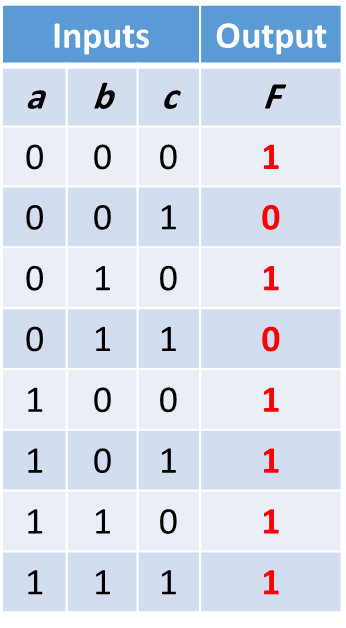 Inputs Output
a b c F
0 0 0 1
0 0 1 0
0 1 0 1
0 1 1 0
1 0 0 1
1 0 1 1
1 1 0 1
1 1 1 1